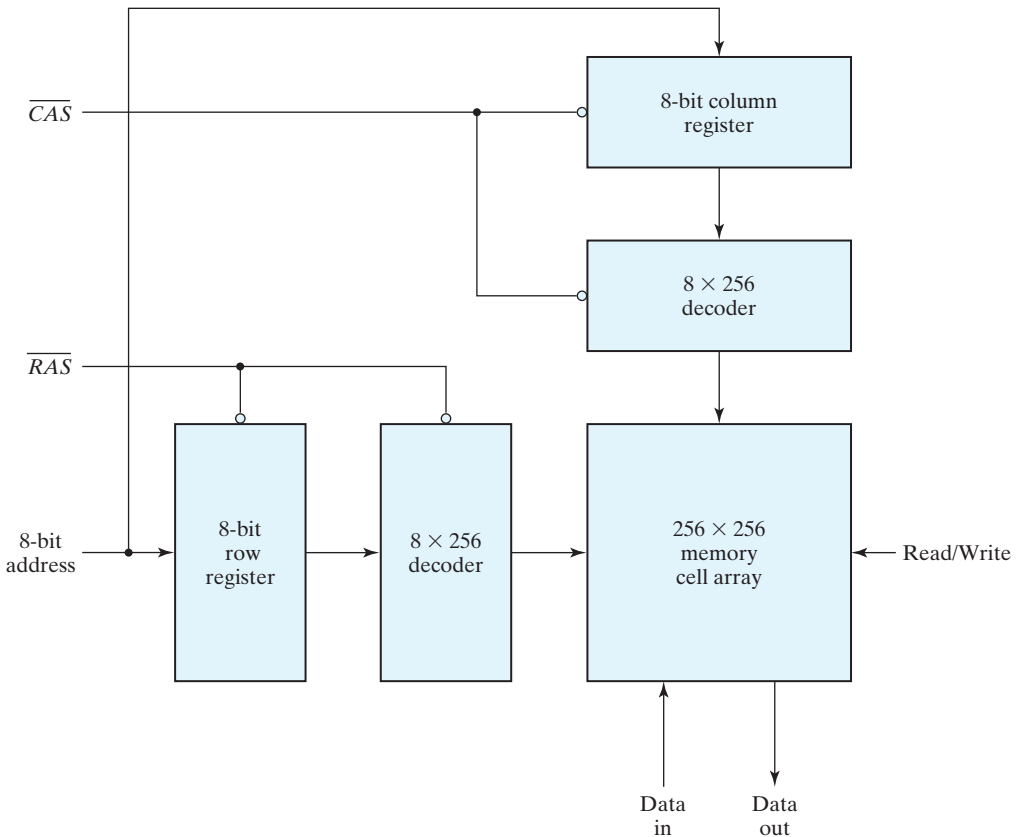 8-bit column
register
CAS
8 × 256
decoder
RAS
8-bit
address
8-bit
row
register
8 × 256
decoder
256 × 256
memory
cell array
Read/Write
Data
in
Data
out